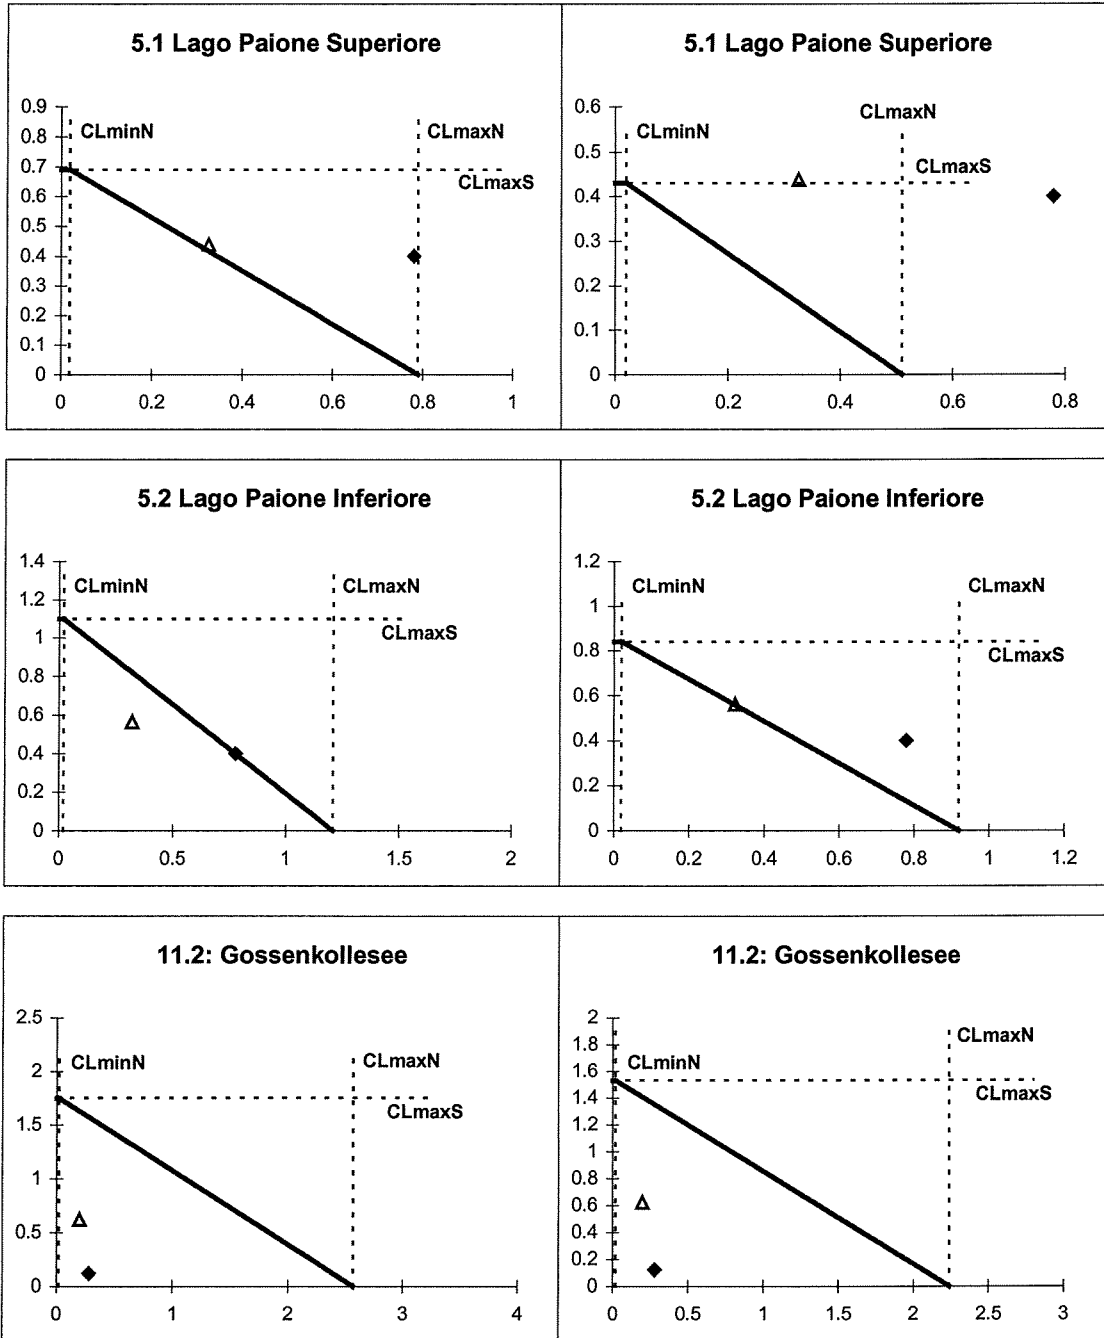 5.1 Lago Paione Superiore
0.9
0.8
0.7
0.6
0.5
0.4
0.3
0.2
0.1
0
CLminN
CLmaxN
CLmaxS
0 0.2 0.4 0.6 0.8 1
5.1 Lago Paione Superiore
0.6
0.5
0.4
0.3
0.2
0.1
0
CLminN
CLmaxN
CLmaxS
0 0.2 0.4 0.6 0.8
5.2 Lago Paione Inferiore
1.4
1.2
1
0.8
0.6
0.4
0.2
0
CLminN
CLmaxN
CLmaxS
0 0.5 1 1.5 2
5.2 Lago Paione Inferiore
1.2
1
0.8
0.6
0.4
0.2
0
CLminN
CLmaxN
CLmaxS
0 0.2 0.4 0.6 0.8 1 1.2
11.2: Gossenkollesee
2.5
2
1.5
1
0.5
0
CLminN
CLmaxN
CLmaxS
0 1 2 3 4
11.2: Gossenkollesee
2
1.8
1.6
1.4
1.2
1
0.8
0.6
0.4
0.2
0
CLminN
CLmaxN
CLmaxS
0 0.5 1 1.5 2 2.5 3